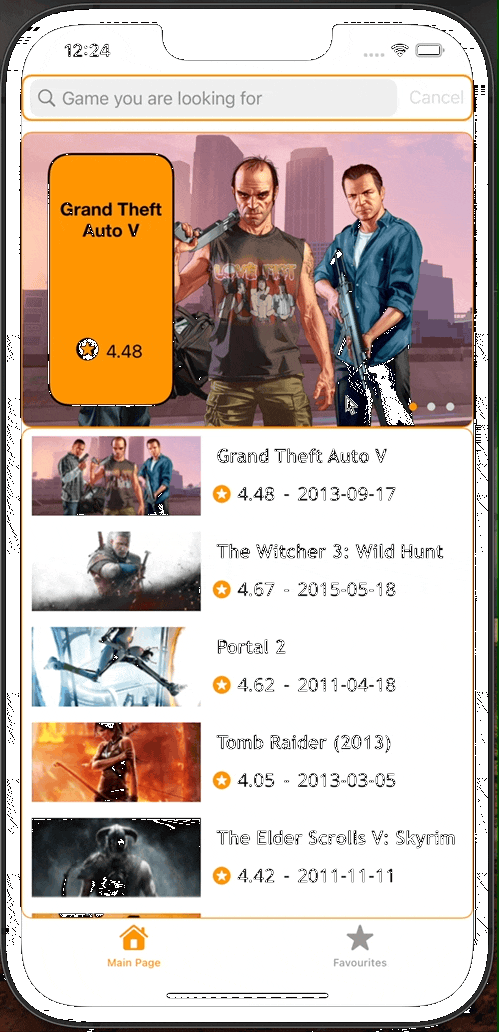 12:24
Game you are looking for Cancel
Grand Theft
Auto V
4.48
Grand Theft Auto V
4.48 - 2013-09-17
The Witcher 3: Wild Hunt
4.67 - 2015-05-18
Portal 2
4.62 - 2011-04-18
Tomb Raider (2013)
4.05 - 2013-03-05
The Elder Scrolls V: Skyrim
4.42 - 2011-11-11
Main Page Favourites